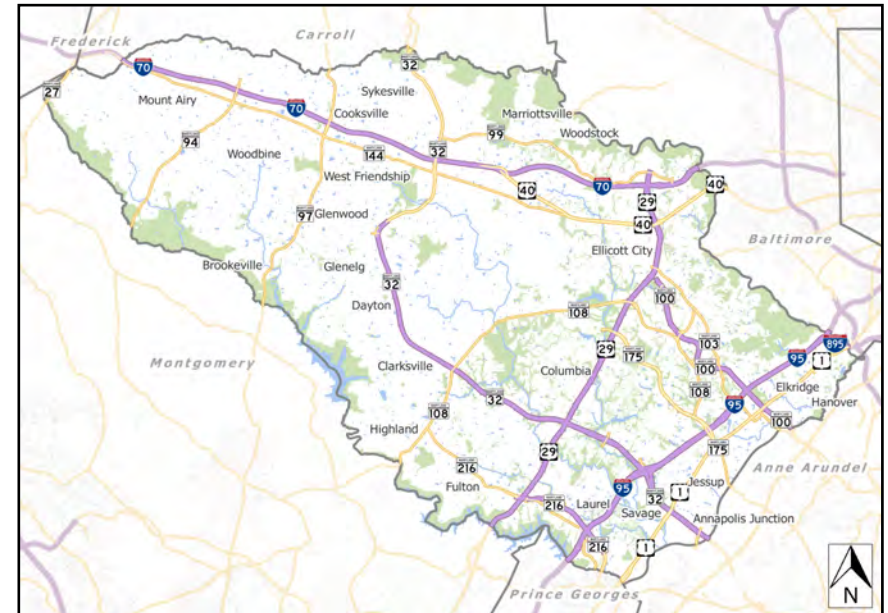 Frederick
Carroll
70
32
27
Mount Airy
70
Sykesville
Cooksville
Marriottsville
94
99
Woodstock
32
144
Woodbine
West Friendship
70
40
29
40
97
Glenwood
40
Ellicott City
Baltimore
Brookeville
Glenelg
32
100
Dayton
108
895
103
29
175
95
1
Montgomery
Clarksville
Columbia
100
Elkridge
32
108
95
Hanover
108
100
Highland
29
175
216
Anne Arundel
Fulton
95
Jessup
1
32
Laurel
216
Savage
Annapolis Junction
216
1
Prince Georges
N